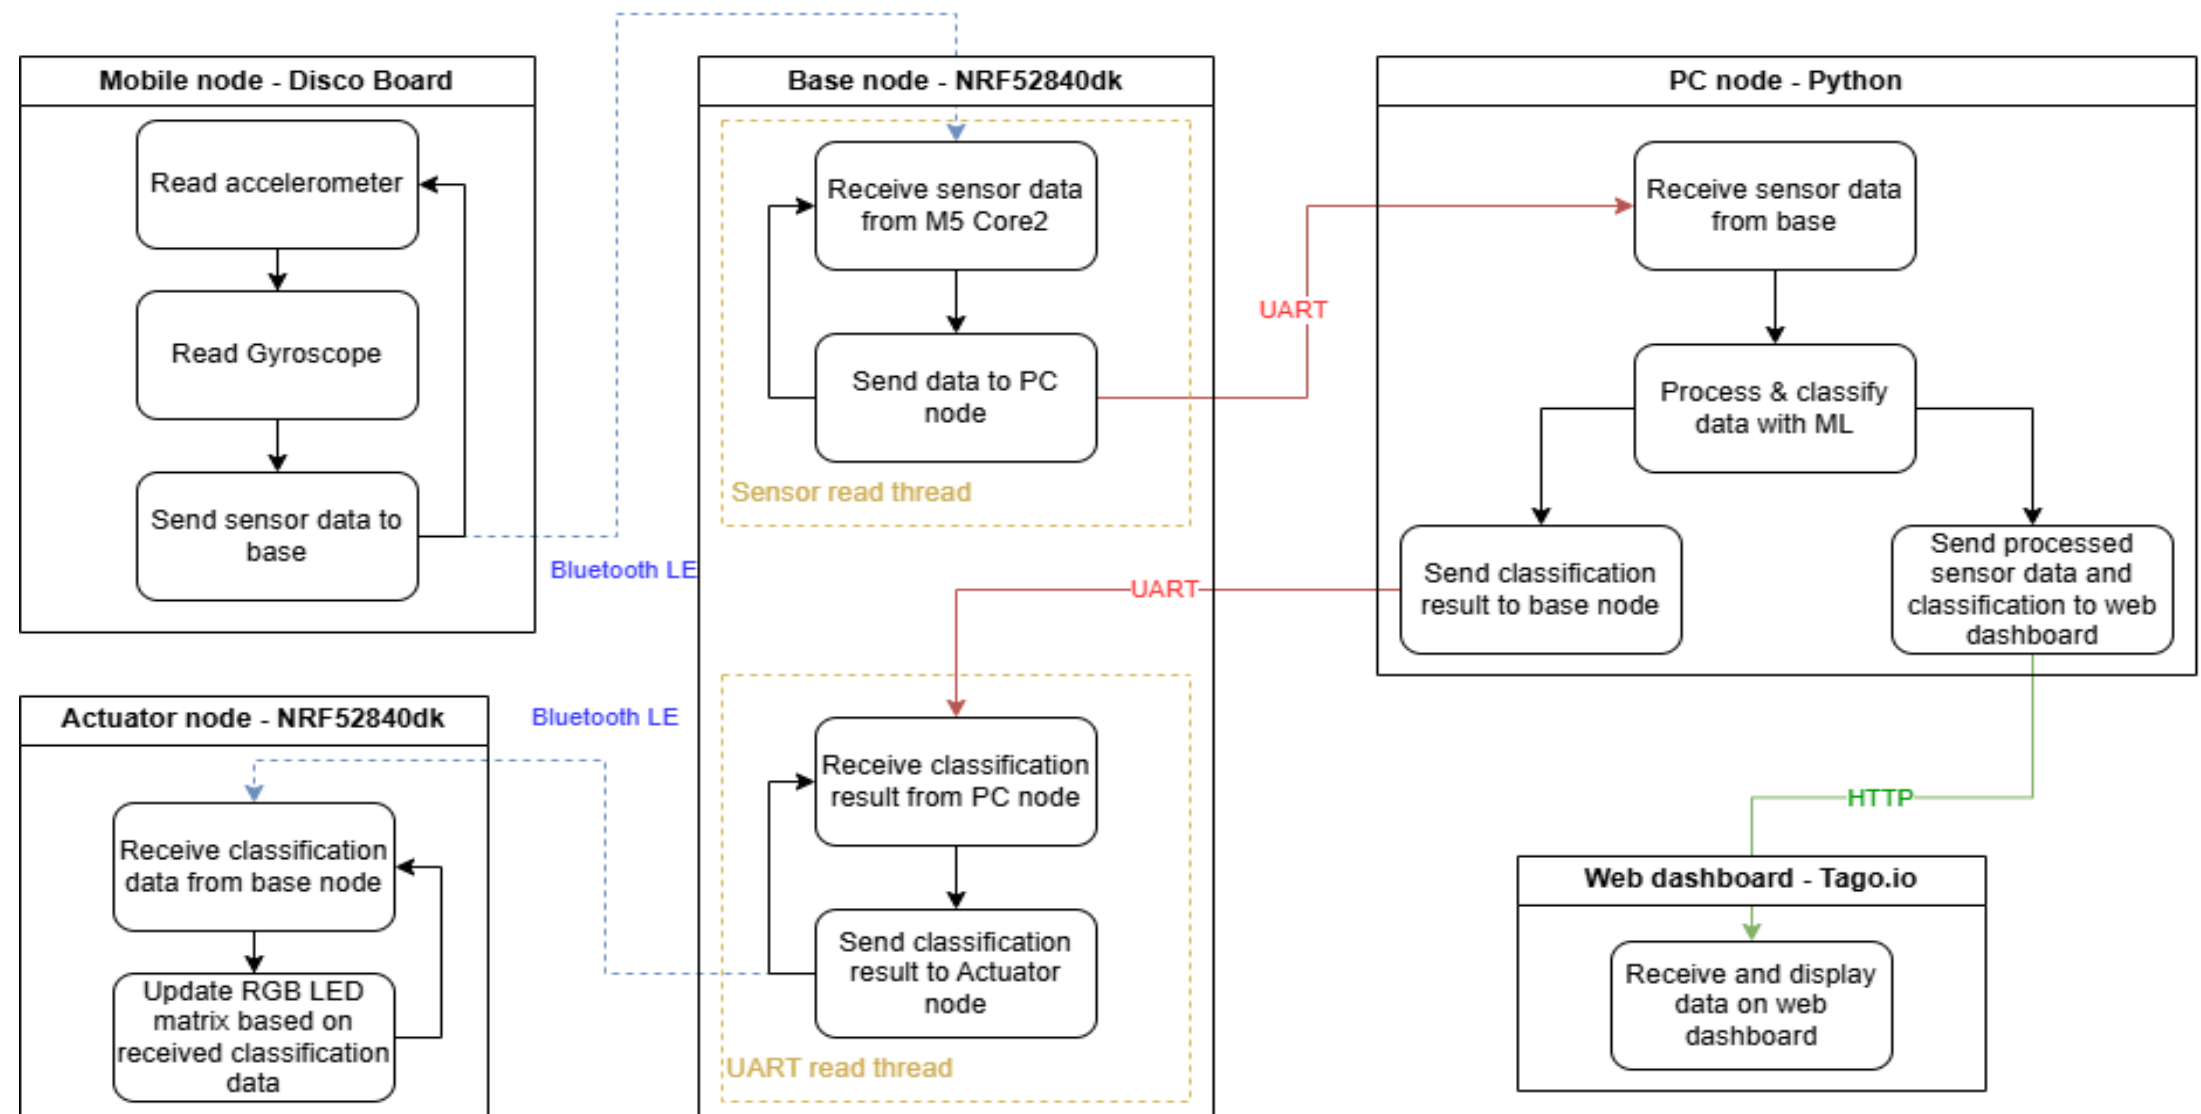 Mobile node - Disco Board
Read accelerometer
Read Gyroscope
Send sensor data to
base
Bluetooth LE
Base node - NRF52840dk
Receive sensor data
from M5 Core2
Send data to PC
node
Sensor read thread
UART
PC node - Python
Receive sensor data
from base
Process & classify
data with ML
Send classification
result to base node
Send processed
sensor data and
classification to web
dashboard
UART
Receive classification
result from PC node
Send classification
result to Actuator
node
UART read thread
Bluetooth LE
Actuator node - NRF52840dk
Receive classification
data from base node
Update RGB LED
matrix based on
received classification
data
HTTP
Web dashboard - Tago.io
Receive and display
data on web
dashboard